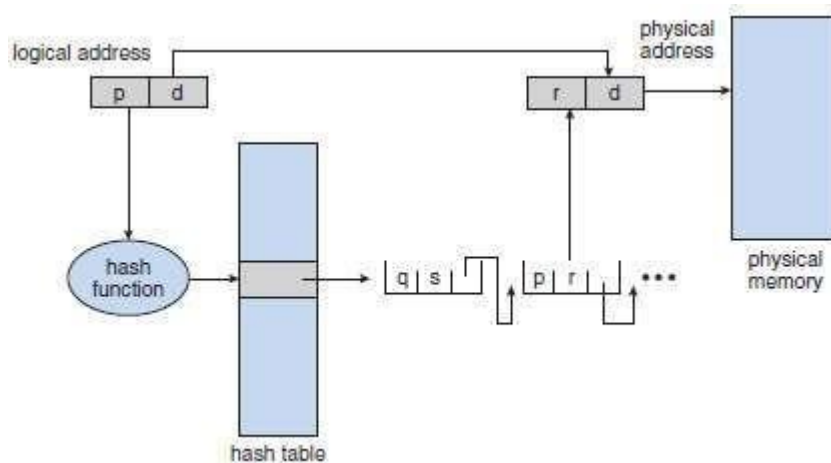 logical address
physical
address
p d
r d
hash
function
q s
p r
•••
physical
memory
hash table